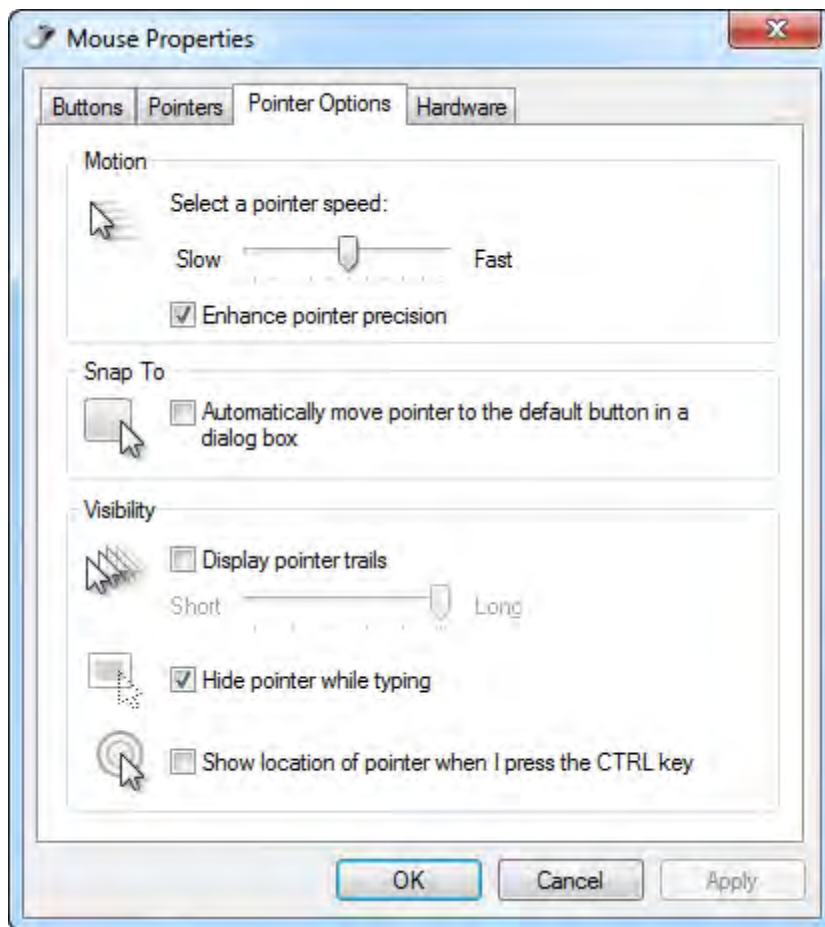 Mouse Properties
Buttons Pointers Pointer Options Hardware
Motion
Select a pointer speed:
Slow Fast
Enhance pointer precision
Snap To
Automatically move pointer to the default button in a
dialog box
Visibility
Display pointer trails
Short Long
Hide pointer while typing
Show location of pointer when I press the CTRL key
OK Cancel Apply